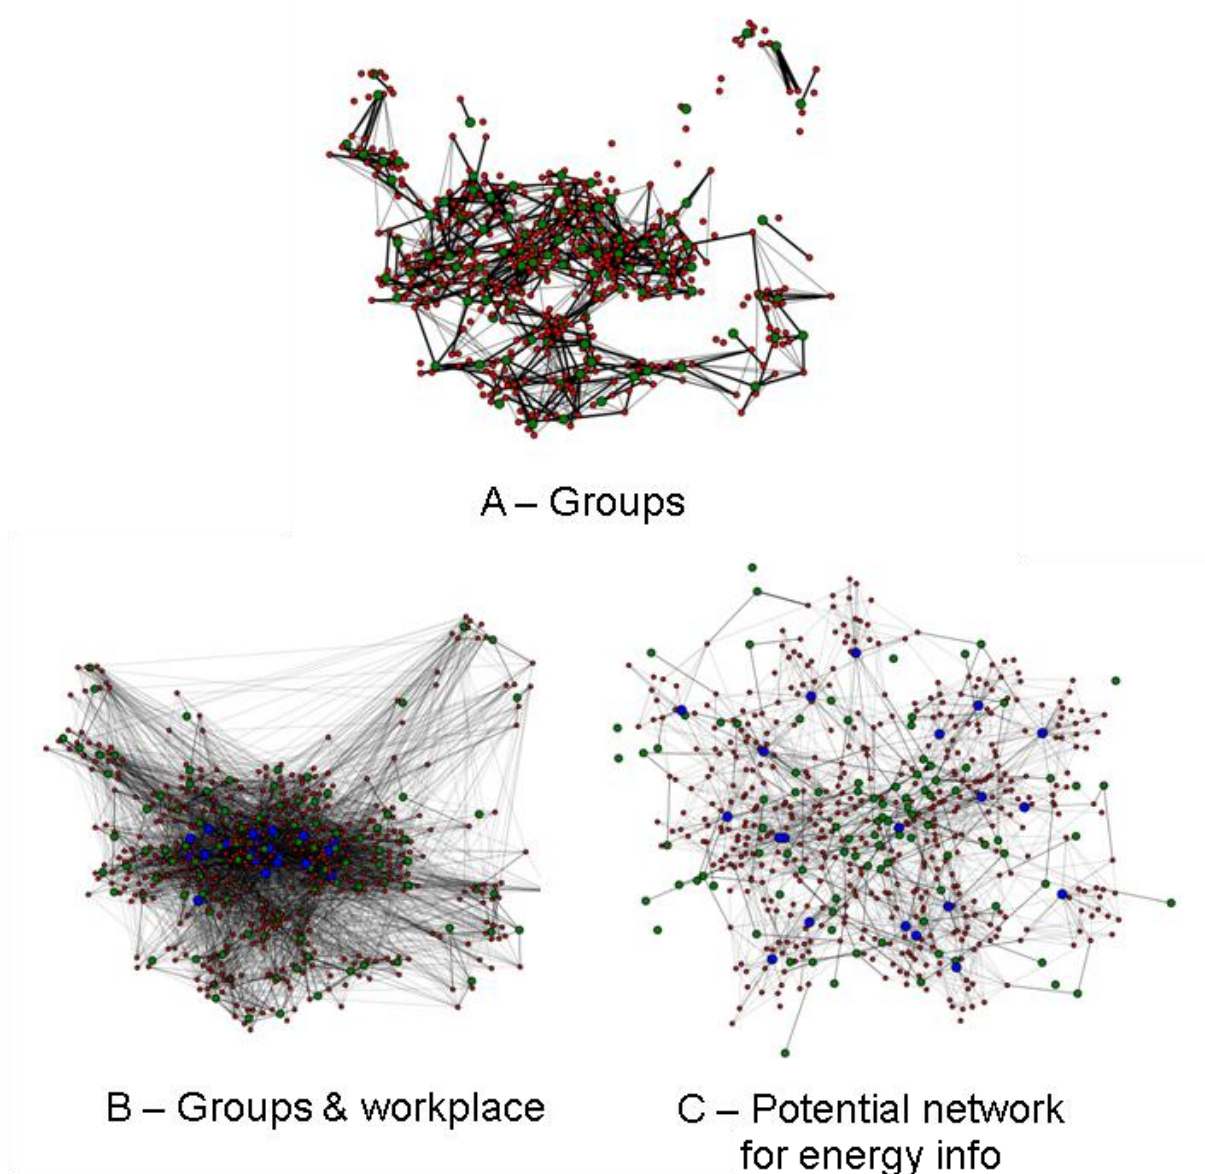 A – Groups
B – Groups & workplace
C – Potential network
for energy info